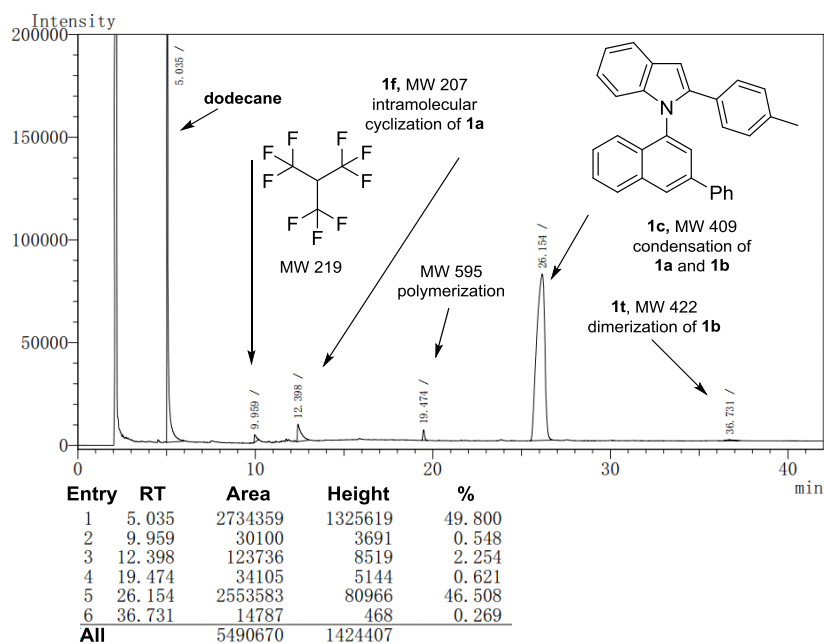 Intensity
200000
150000
100000
50000
0
0
10
20
30
40
min
5.035 /
dodecane
9.959 /
F
F
F
F
F
F
F
F
F
MW 219
1f, MW 207
intramolecular
cyclization of 1a
12.398 /
MW 595
polymerization
19.474 /
26.154 /
N
Ph
1c, MW 409
condensation of
1a and 1b
1t, MW 422
dimerization of 1b
36.731 /
Entry RT Area Height %
1 5.035 2734359 1325619 49.800
2 9.959 30100 3691 0.548
3 12.398 123736 8519 2.254
4 19.474 34105 5144 0.621
5 26.154 2553583 80966 46.508
6 36.731 14787 468 0.269
All 5490670 1424407